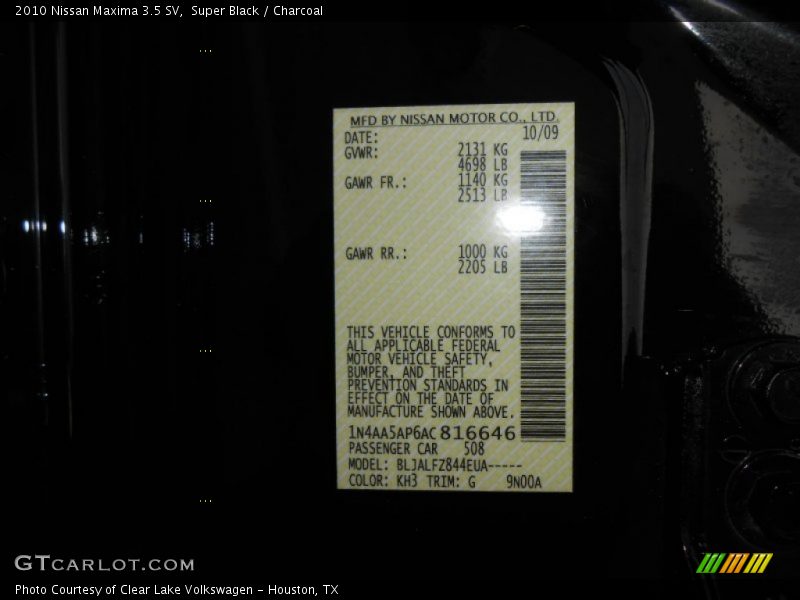 2010 Nissan Maxima 3.5 SV,  Super Black / Charcoal
MFD BY NISSAN MOTOR CO., LTD.
DATE: 10/09
GVWR: 2131 KG
4698 LB
GAWR FR.: 1140 KG
2513 LB
GAWR RR.: 1000 KG
2205 LB
THIS VEHICLE CONFORMS TO
ALL APPLICABLE FEDERAL
MOTOR VEHICLE SAFETY,
BUMPER, AND THEFT
PREVENTION STANDARDS IN
EFFECT ON THE DATE OF
MANUFACTURE SHOWN ABOVE.
1N4AA5AP6AC816646
PASSENGER CAR 508
MODEL: BLJALFZ844EUA-----
COLOR: KH3 TRIM: G 9N00A
GTCARLOT.COM
Photo Courtesy of Clear Lake Volkswagen - Houston, TX